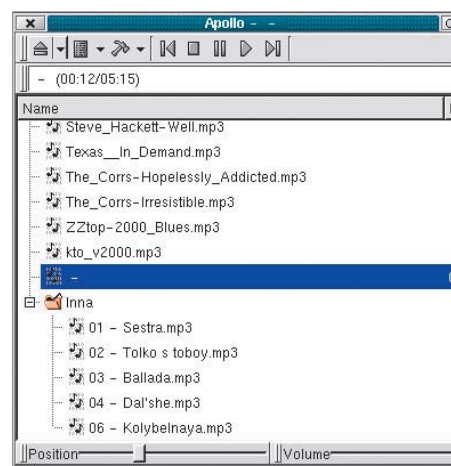 Apollo - -
- (00:12/05:15)
Name
Steve_Hackett-Well.mp3
Texas__In_Demand.mp3
The_Corrs-Hopelessly_Addicted.mp3
The_Corrs-Irresistible.mp3
ZZtop-2000_Blues.mp3
kto_v2000.mp3
-
Inna
01 - Sestra.mp3
02 - Tolko s toboy.mp3
03 - Ballada.mp3
04 - Dal'she.mp3
06 - Kolybelnaya.mp3
Position Volume